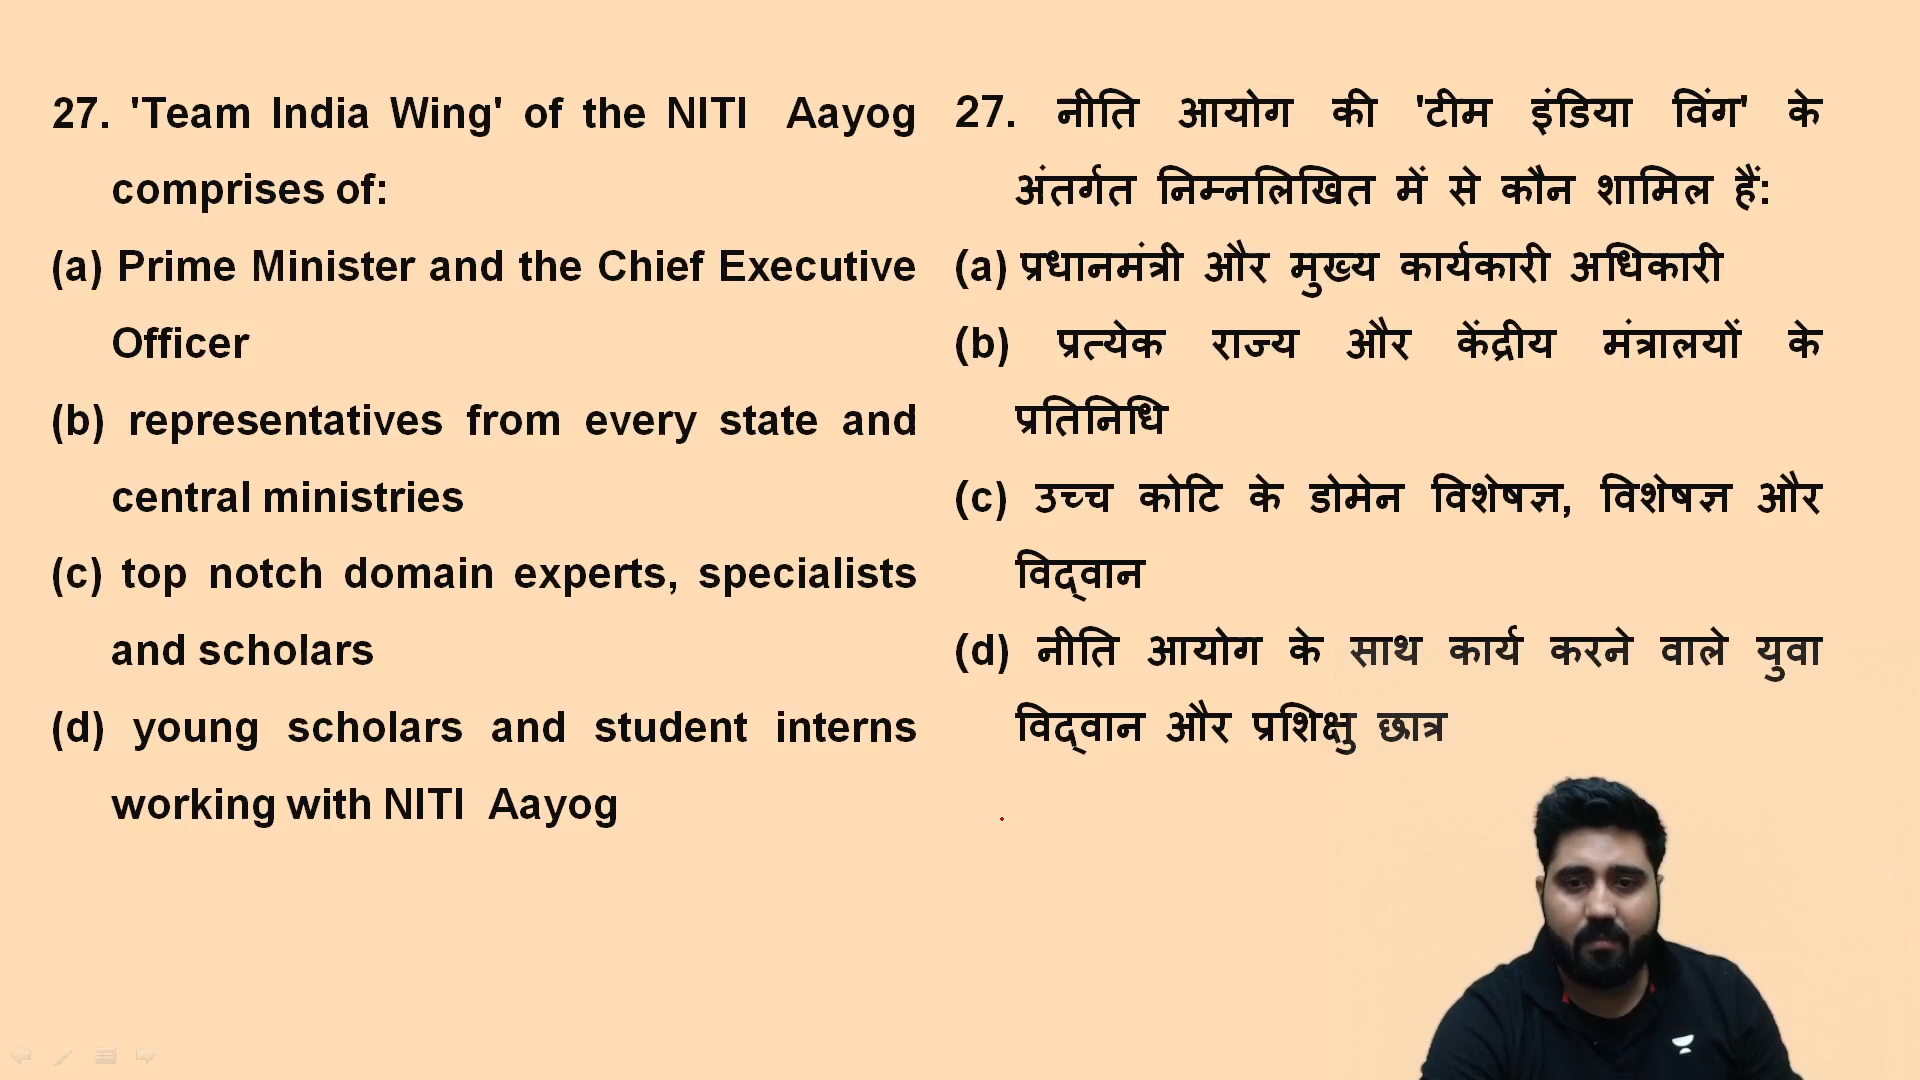 27. 'Team India Wing' of the NITI Aayog
comprises of:
(a) Prime Minister and the Chief Executive
Officer
(b) representatives from every state and
central ministries
(c) top notch domain experts, specialists
and scholars
(d) young scholars and student interns
working with NITI Aayog
27. नीति आयोग की 'टीम इंडिया विंग' के
अंतर्गत निम्नलिखित में से कौन शामिल हैं:
(a) प्रधानमंत्री और मुख्य कार्यकारी अधिकारी
(b) प्रत्येक राज्य और केंद्रीय मंत्रालयों के
प्रतिनिधि
(c) उच्च कोटि के डोमेन विशेषज्ञ, विशेषज्ञ और
विद्वान
(d) नीति आयोग के साथ कार्य करने वाले युवा
विद्वान और प्रशिक्षु छात्र